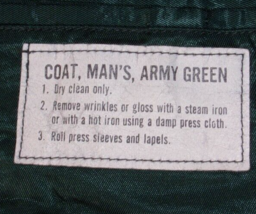 COAT, MAN'S, ARMY GREEN
1. Dry clean only.
2. Remove wrinkles or gloss with a steam iron
or with a hot iron using a damp press cloth.
3. Roll press sleeves and lapels.